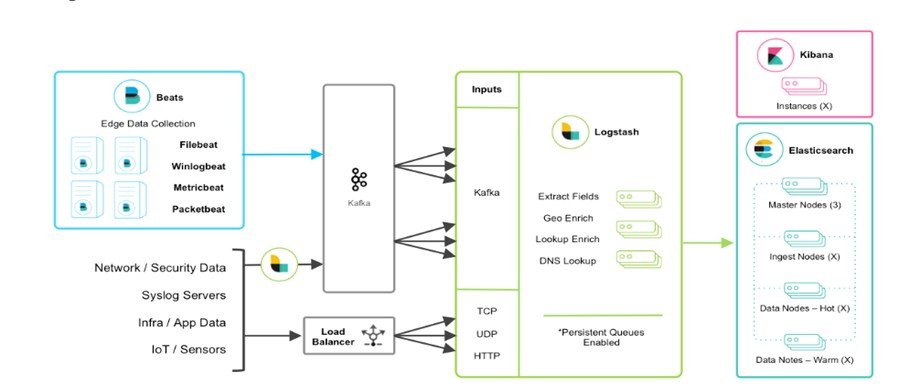 Beats
Edge Data Collection
Filebeat
Winlogbeat
Metricbeat
Packetbeat
Network / Security Data
Syslog Servers
Infra / App Data
IoT / Sensors
Kafka
Load
Balancer
Inputs
Kafka
TCP
UDP
HTTP
Logstash
Extract Fields
Geo Enrich
Lookup Enrich
DNS Lookup
*Persistent Queues
Enabled
Kibana
Instances (X)
Elasticsearch
Master Nodes (3)
Ingest Nodes (X)
Data Nodes – Hot (X)
Data Notes – Warm (X)